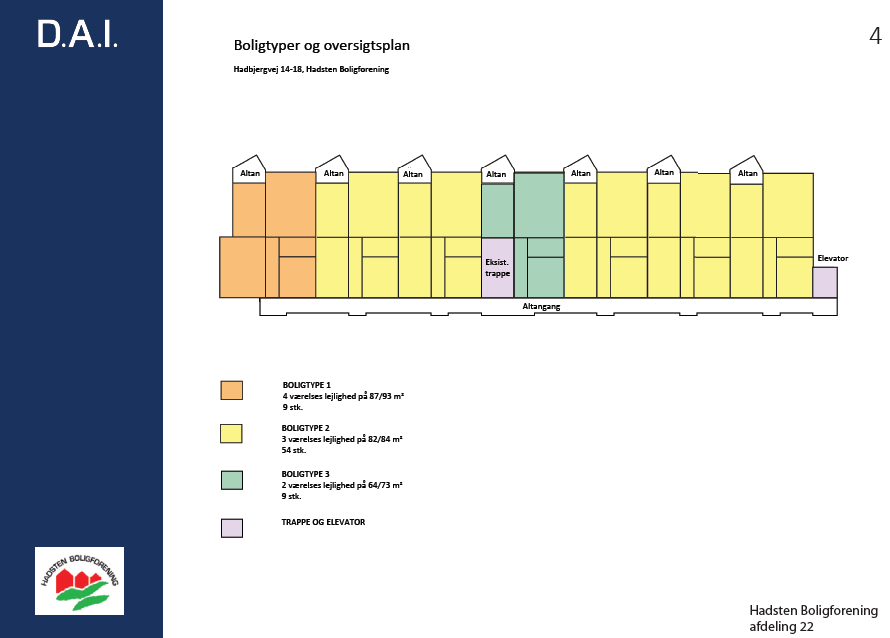 D.A.I.
Boligtyper og oversigtsplan
4
Hadbjergvej 14-18, Hadsten Boligforening
Altan
Altan
Altan
Altan
Altan
Altan
Altan
Eksist.
trappe
Elevator
Altangang
BOLIGTYPE 1
4 værelses lejlighed på 87/93 m²
9 stk.
BOLIGTYPE 2
3 værelses lejlighed på 82/84 m²
54 stk.
BOLIGTYPE 3
2 værelses lejlighed på 64/73 m²
9 stk.
TRAPPE OG ELEVATOR
HADSTEN BOLIGFORENING
Hadsten Boligforening
afdeling 22